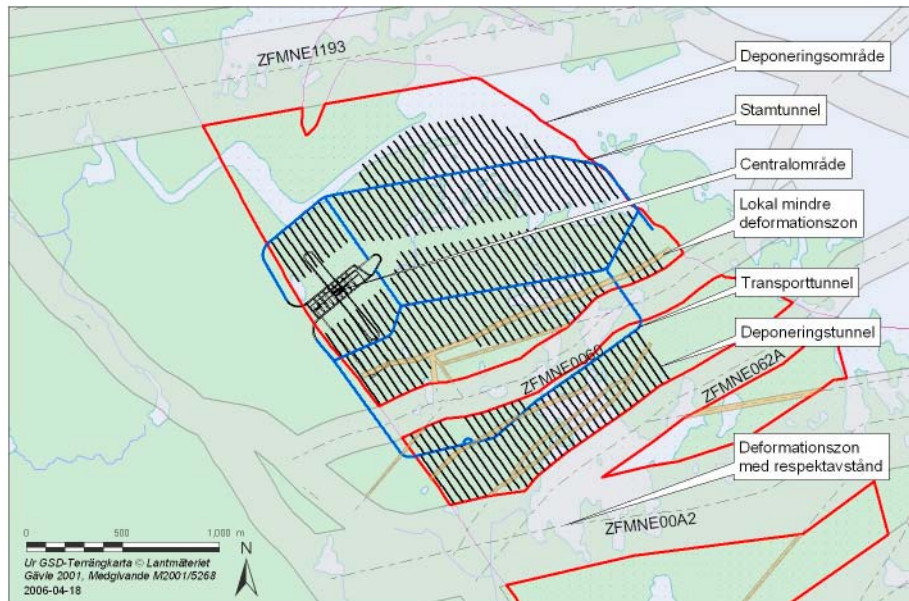 ZFMNE1193
Deponeringsområde
Stamtunnel
Centralområde
Lokal mindre
deformationszon
Transporttunnel
Deponeringstunnel
ZFMNE0060
ZFMNE062A
Deformationszon
med respektavstånd
ZFMNE00A2
0 500 1,000 m
N
Ur GSD-Terrängkarta © Lantmäteriet
Gävle 2001, Medgivande M2001/5268
2006-04-18